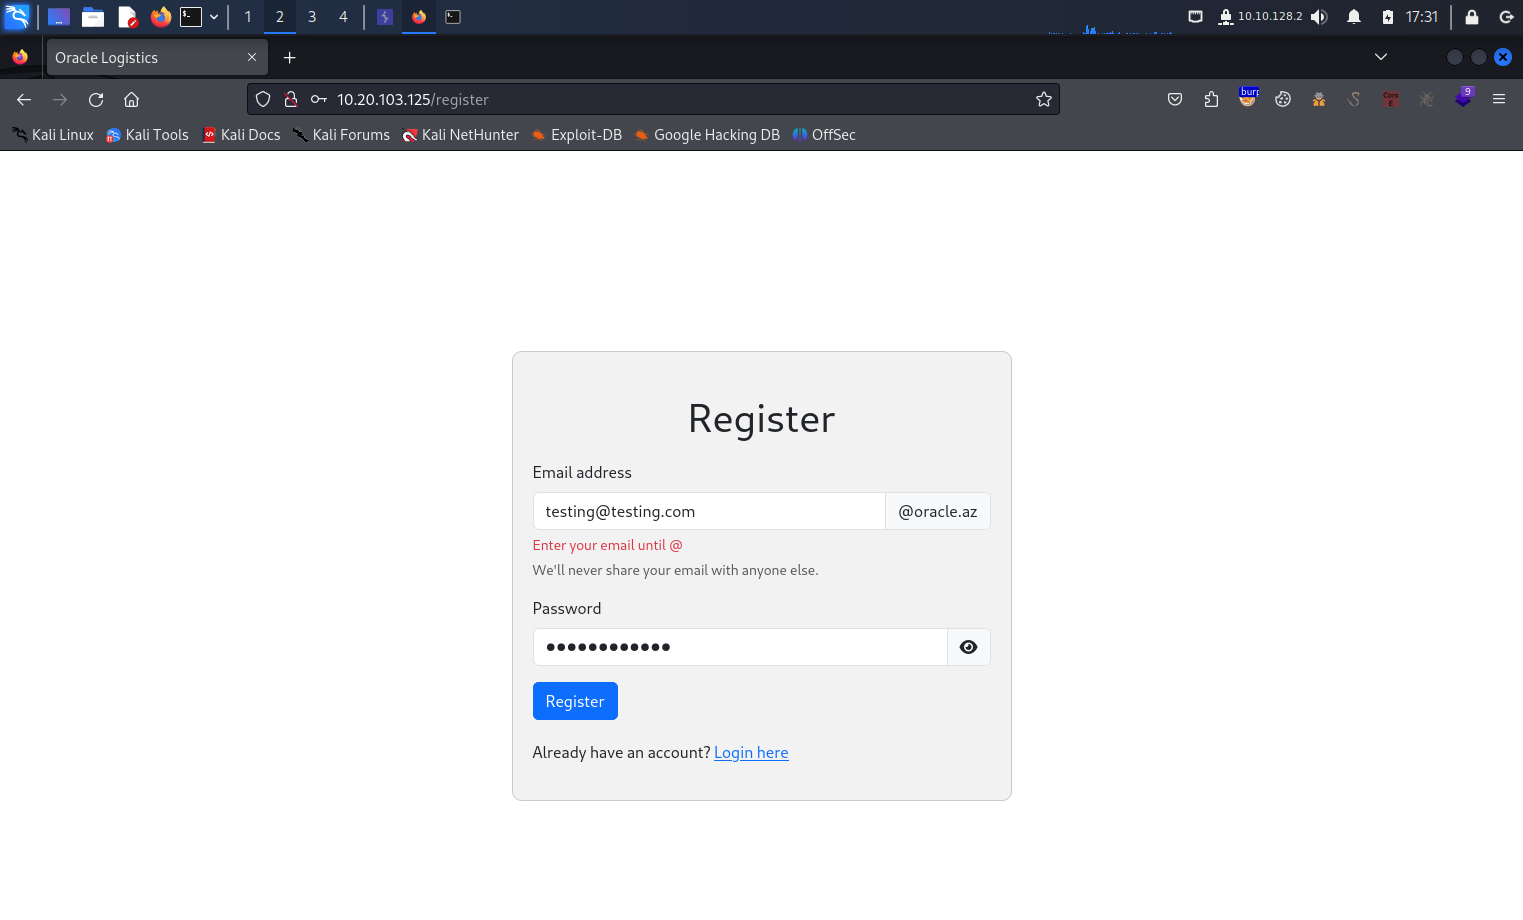 1 2 3 4 10.10.128.2 17:31
Oracle Logistics
10.20.103.125/register
burp
Cors E
9
Kali Linux Kali Tools Kali Docs Kali Forums Kali NetHunter Exploit-DB Google Hacking DB OffSec
Register
Email address
testing@testing.com @oracle.az
Enter your email until @
We'll never share your email with anyone else.
Password
Register
Already have an account? Login here